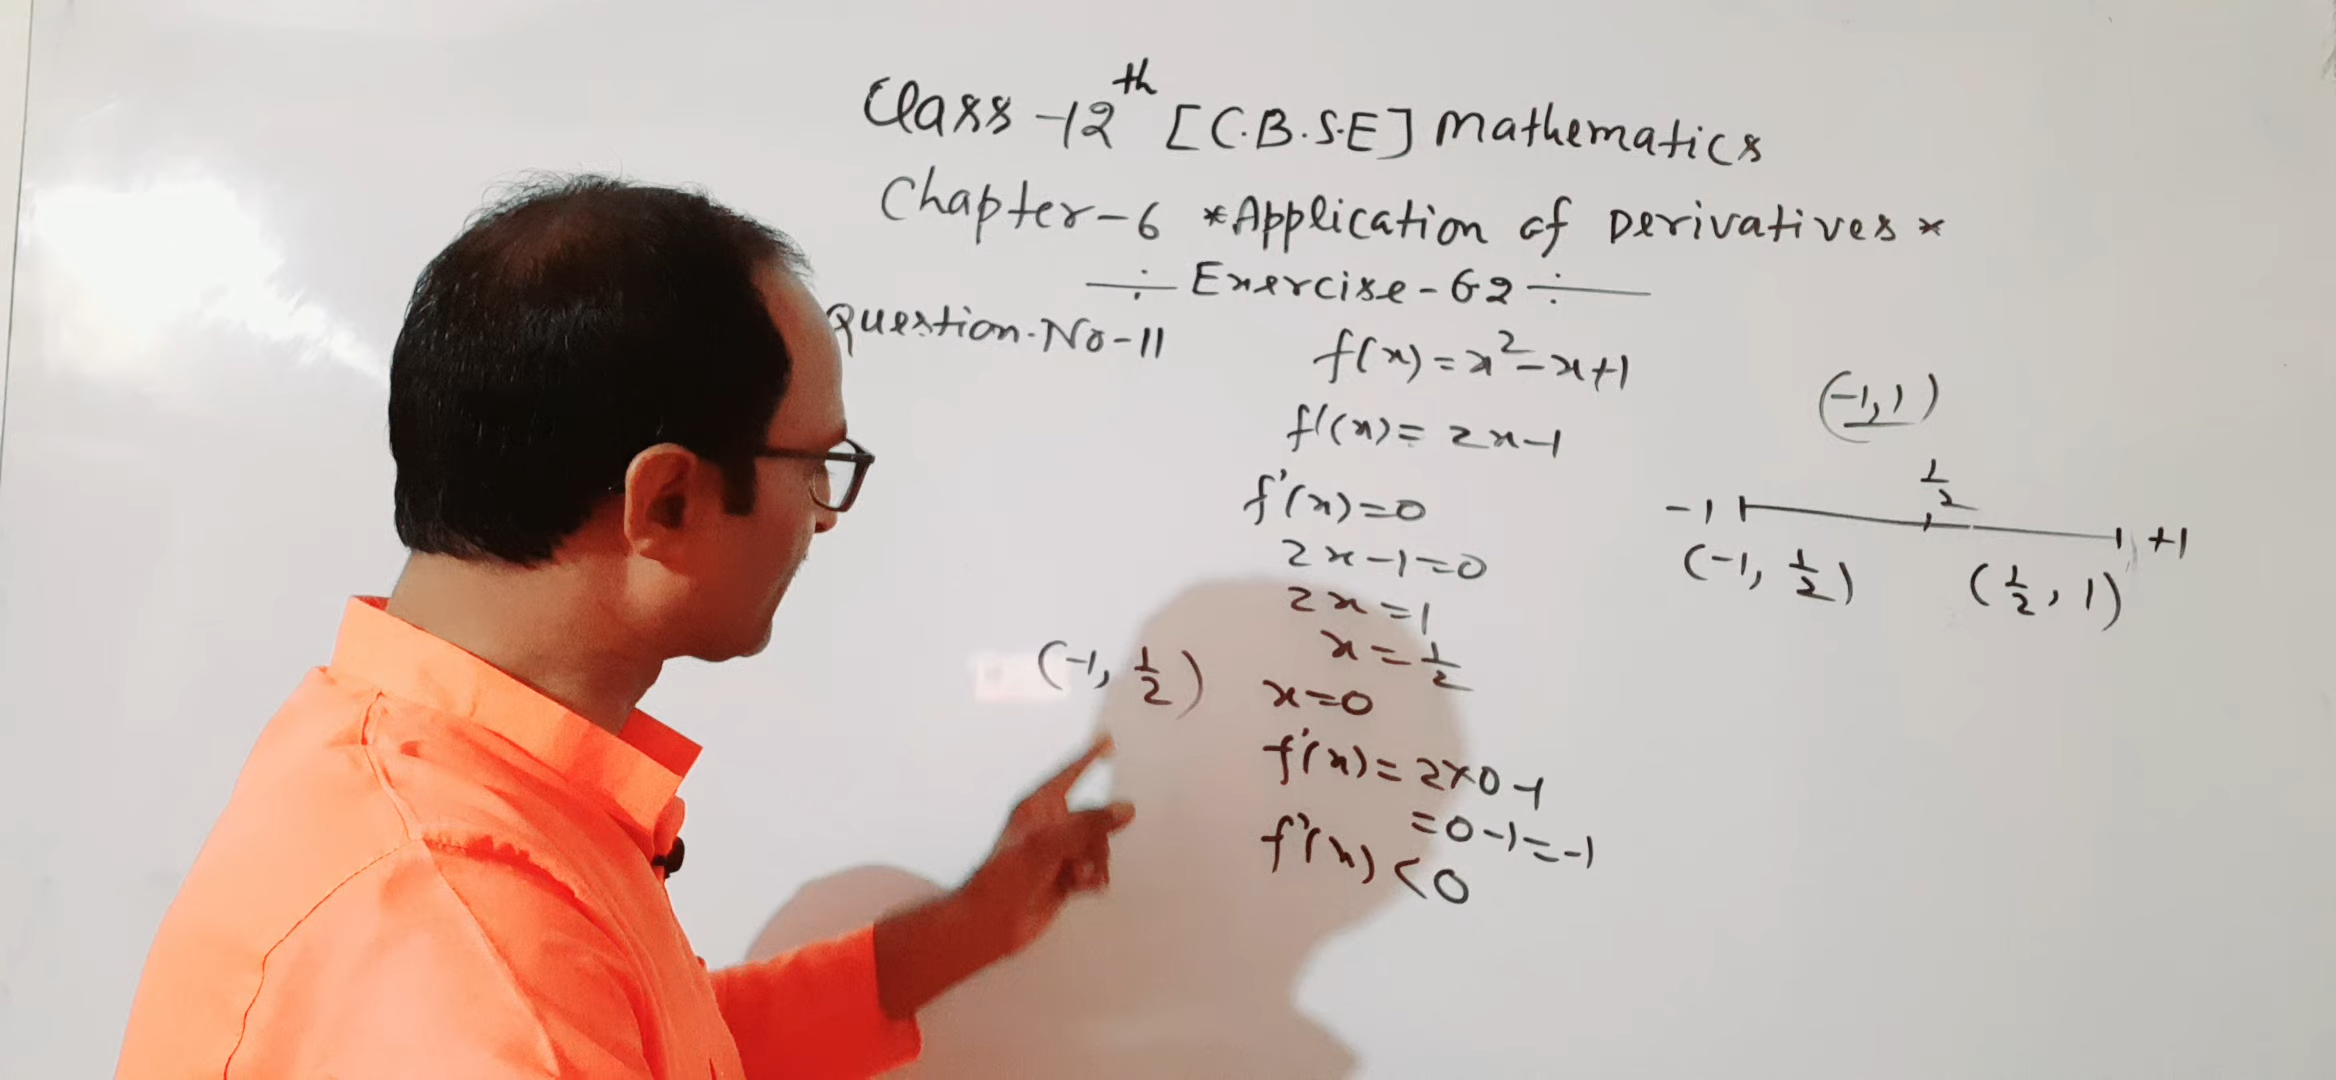 Class -12th [C.B.S.E] Mathematics
Chapter-6 *Application of Derivatives*
÷ Exercise-6.2 ÷
Question.No-11
f(x)=x²-x+1
f'(x)= 2x-1
f'(x)=0
2x-1=0
2x=1
x=1/2
(-1, 1/2) x=0
f'(x)=2×0-1
=0-1=-1
f'(x)<0
(-1,1)
1/2
-1 +1
(-1, 1/2) (1/2, 1)